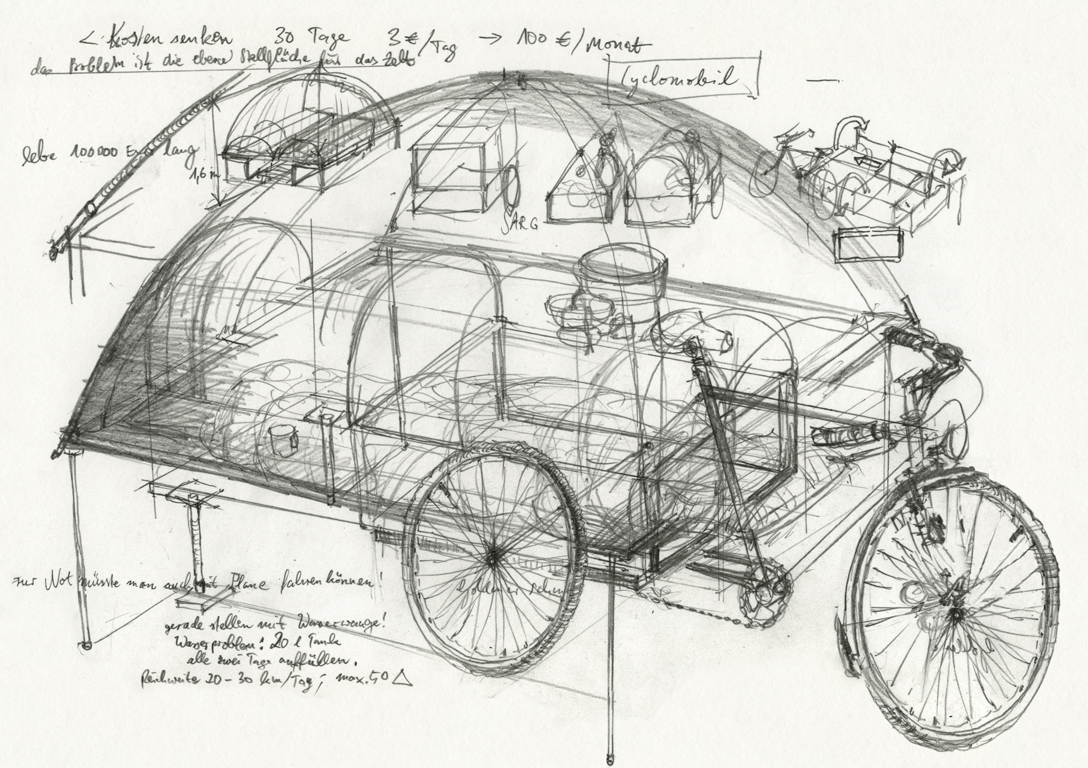 < Kosten senken 30 Tage 3 €/Tag → 100 €/Monat
das Problem ist die ebene Stellfläche für das Zelt!
Cyclomobil
lebe 100000 Euro lang
1,6 m
SARG
zur Not müsste man auch mit Plane fahren können!
gerade stellen mit Wasserwaage!
Wasserproblem: 20 l Tank
alle zwei Tage auffüllen.
Reichweite 20-30 km/Tag, max. 50